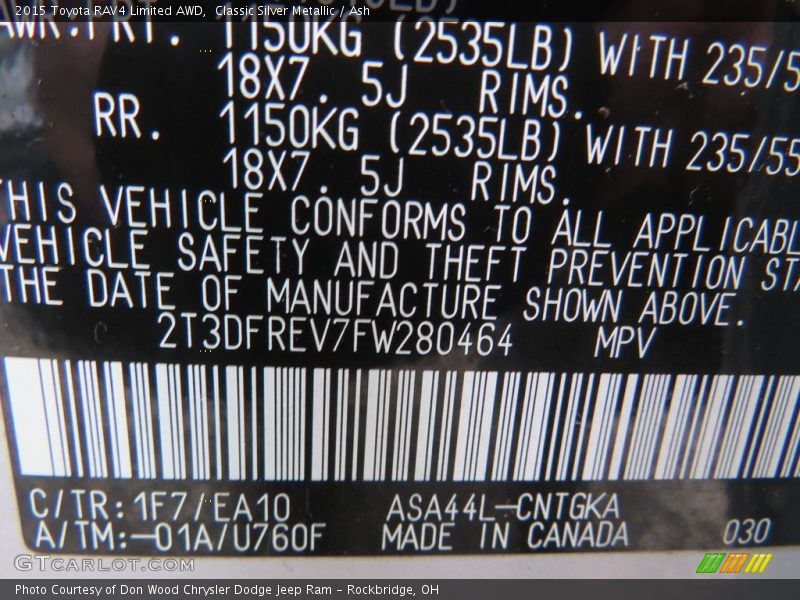 2015 Toyota RAV4 Limited AWD, Classic Silver Metallic / Ash
GAWR:FRT. 1150KG (2535LB) WITH 235/5
18X7. 5J RIMS.
RR. 1150KG (2535LB) WITH 235/55
18X7. 5J RIMS.
THIS VEHICLE CONFORMS TO ALL APPLICABL
VEHICLE SAFETY AND THEFT PREVENTION STA
THE DATE OF MANUFACTURE SHOWN ABOVE.
2T3DFREV7FW280464 MPV
C/TR: 1F7/EA10 ASA44L-CNTGKA
A/TM:-01A/U760F MADE IN CANADA 030
GTCARLOT.COM
Photo Courtesy of Don Wood Chrysler Dodge Jeep Ram - Rockbridge, OH